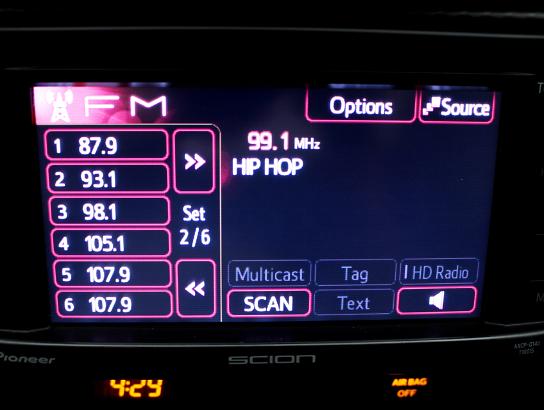 FM
Options
Source
1 87.9
2 93.1
3 98.1
4 105.1
5 107.9
6 107.9
Set
2/6
99.1 MHz
HIP HOP
Multicast
Tag
HD Radio
SCAN
Text
Pioneer
SCION
4:29
AIR BAG
OFF